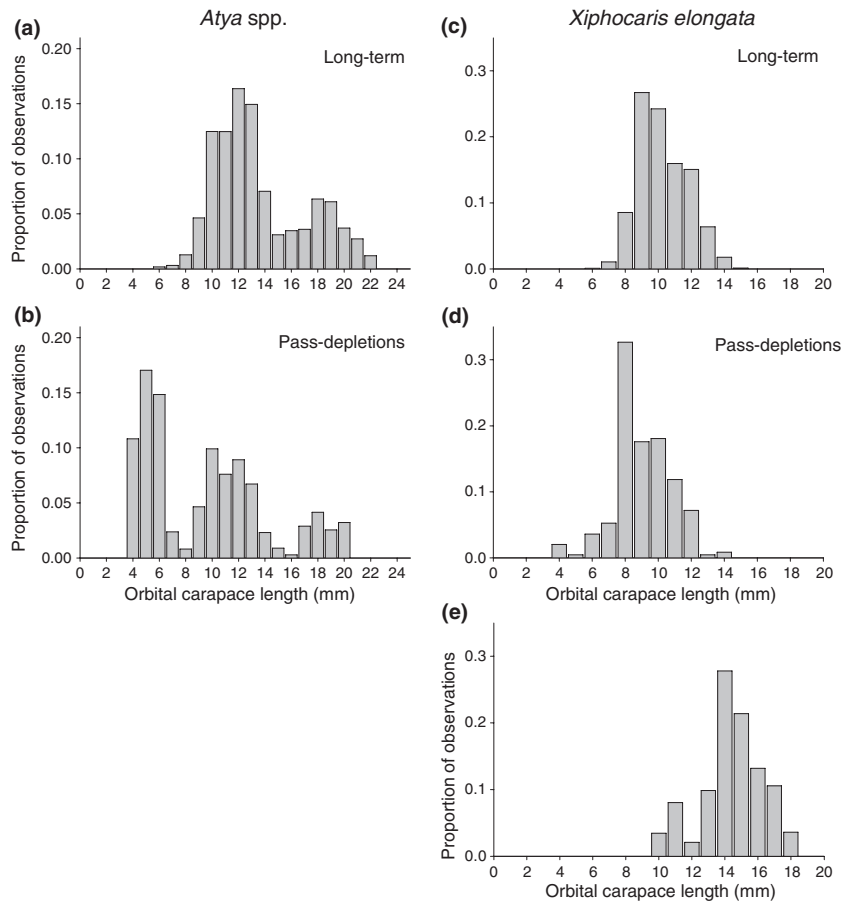 (a)
Atya spp.
Long-term
Proportion of observations
0.20
0.15
0.10
0.05
0.00
0 2 4 6 8 10 12 14 16 18 20 22 24
(b)
Pass-depletions
Proportion of observations
0.20
0.15
0.10
0.05
0.00
0 2 4 6 8 10 12 14 16 18 20 22 24
Orbital carapace length (mm)
(c)
Xiphocaris elongata
Long-term
0.3
0.2
0.1
0.0
0 2 4 6 8 10 12 14 16 18 20
(d)
Pass-depletions
0.3
0.2
0.1
0.0
0 2 4 6 8 10 12 14 16 18 20
Orbital carapace length (mm)
(e)
Proportion of observations
0.3
0.2
0.1
0.0
0 2 4 6 8 10 12 14 16 18 20
Orbital carapace length (mm)